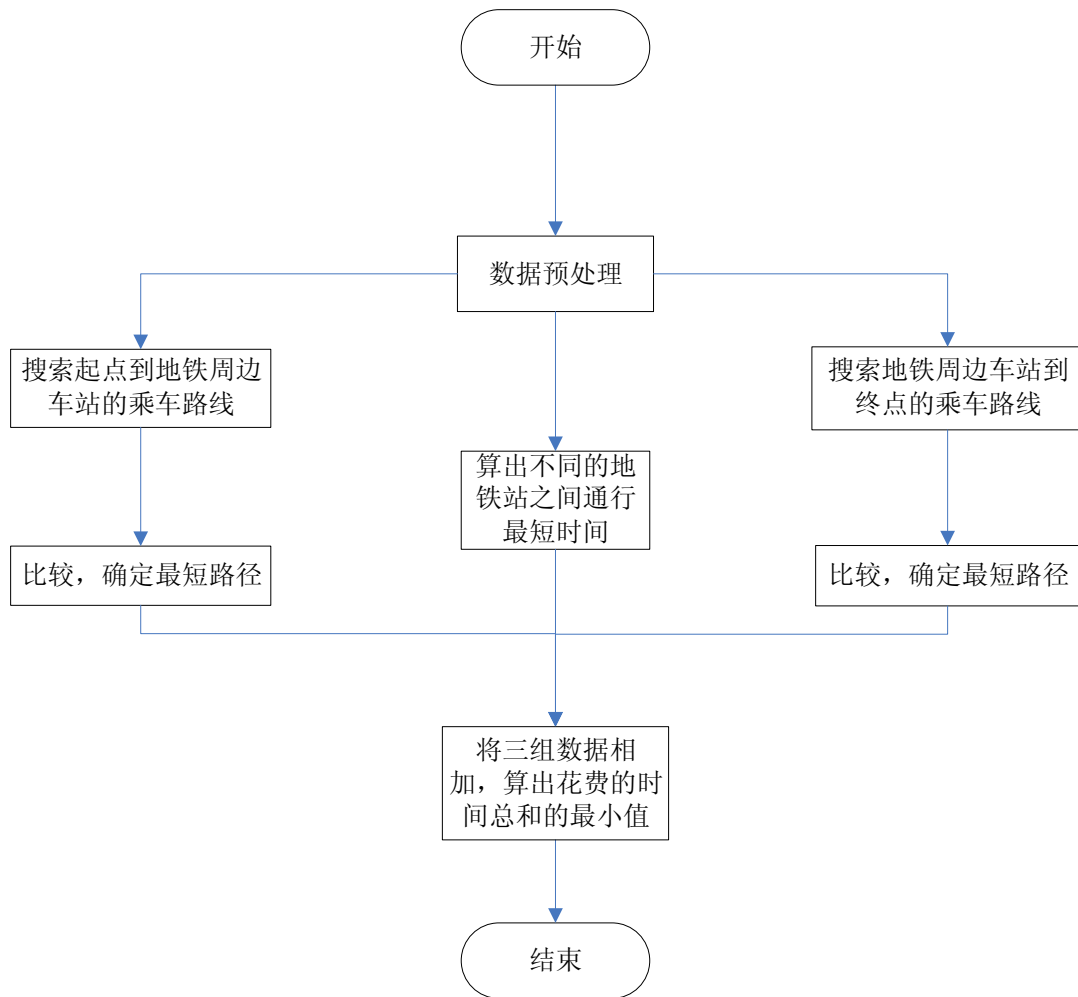 开始
数据预处理
搜索起点到地铁周边
车站的乘车路线
搜索地铁周边车站到
终点的乘车路线
算出不同的地
铁站之间通行
最短时间
比较，确定最短路径
比较，确定最短路径
将三组数据相
加，算出花费的时
间总和的最小值
结束